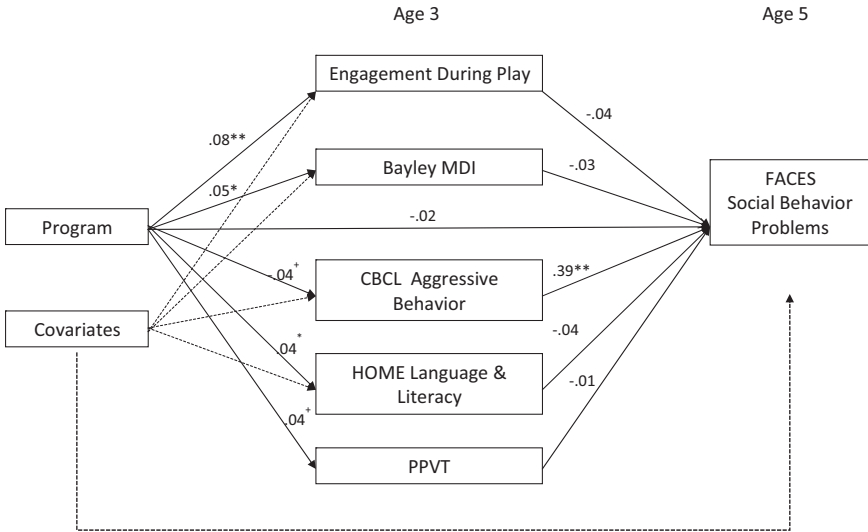 Age 3
Age 5
Engagement During Play
-.04
.08**
Bayley MDI
-.03
.05*
FACES
Social Behavior
Problems
Program
-.02
-.04+
CBCL Aggressive
Behavior
.39**
Covariates
.04*
-.04
HOME Language &
Literacy
-.01
.04+
PPVT